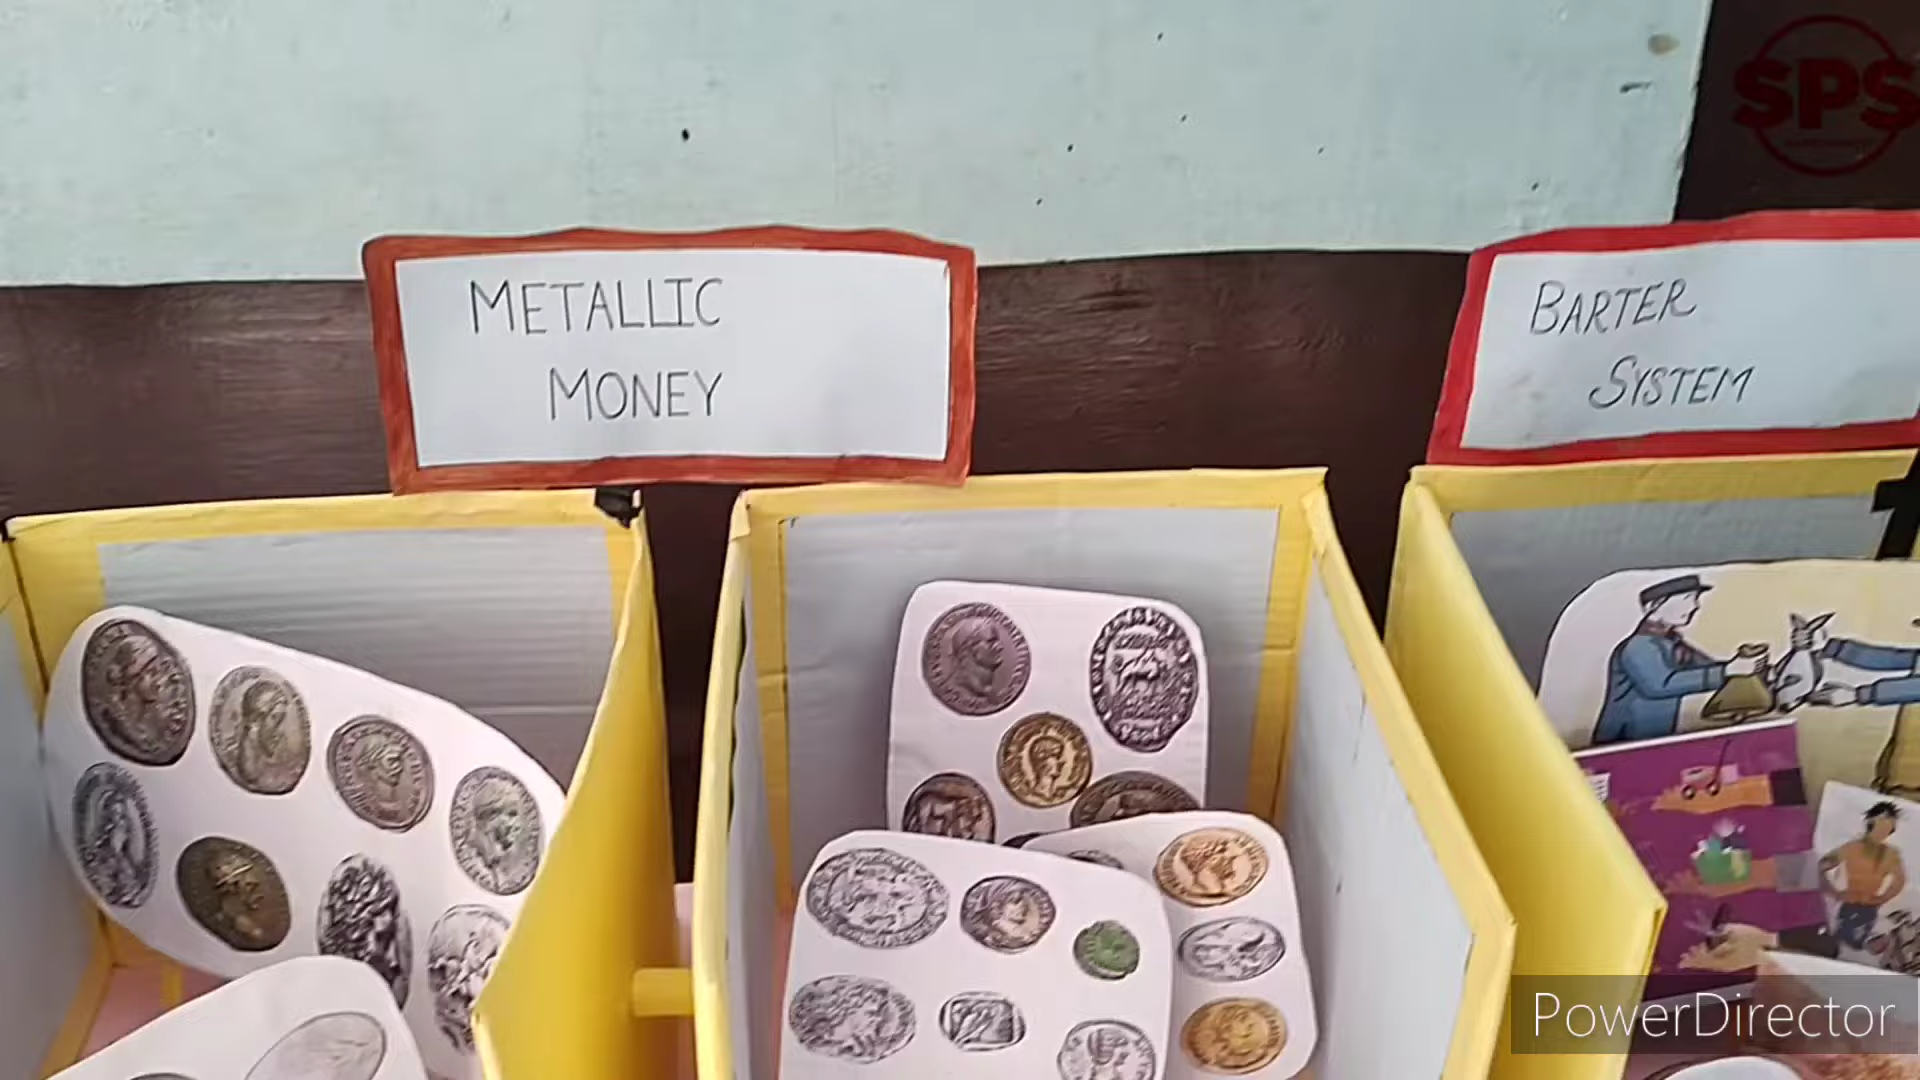 SPS
METALLIC
MONEY
BARTER
SYSTEM
PowerDirector